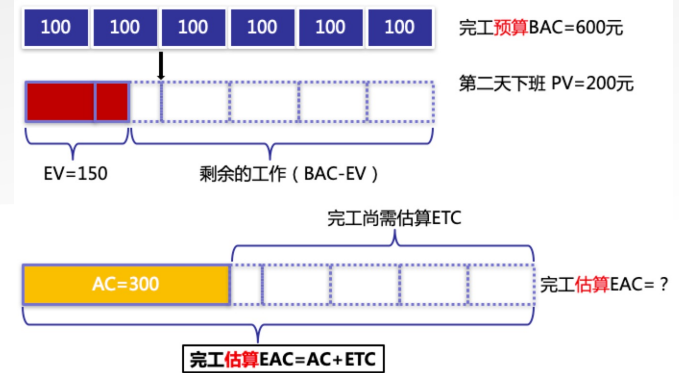 100 100 100 100 100 100 完工预算BAC=600元
第二天下班 PV=200元
EV=150 剩余的工作（BAC-EV）
完工尚需估算ETC
AC=300 完工估算EAC=？
完工估算EAC=AC+ETC